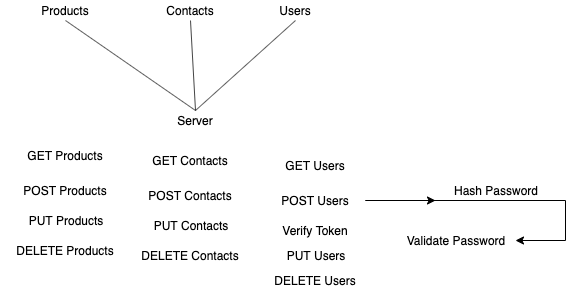 Products
Contacts
Users
Server
GET Products
GET Contacts
GET Users
POST Products
POST Contacts
POST Users
Hash Password
PUT Products
PUT Contacts
Verify Token
Validate Password
DELETE Products
DELETE Contacts
PUT Users
DELETE Users